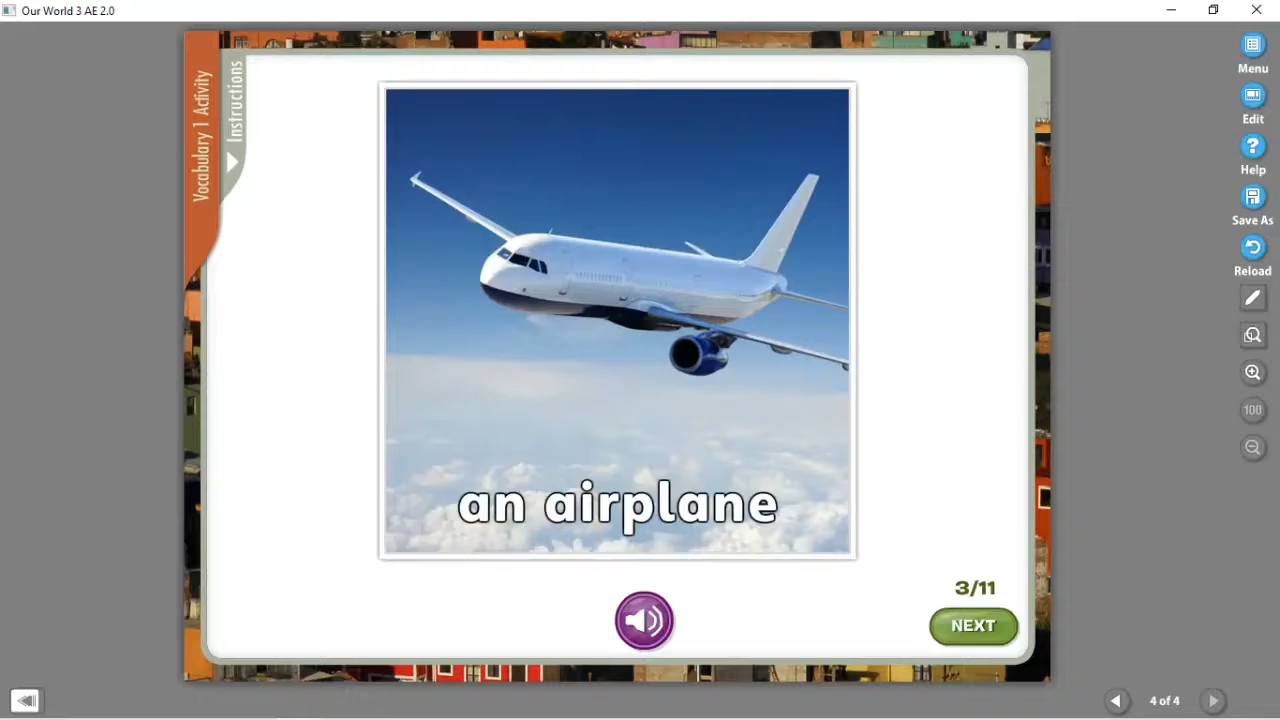 Our World 3 AE 2.0
Vocabulary 1 Activity
Instructions
an airplane
3/11
NEXT
Menu
Edit
?
Help
Save As
Reload
100
4 of 4